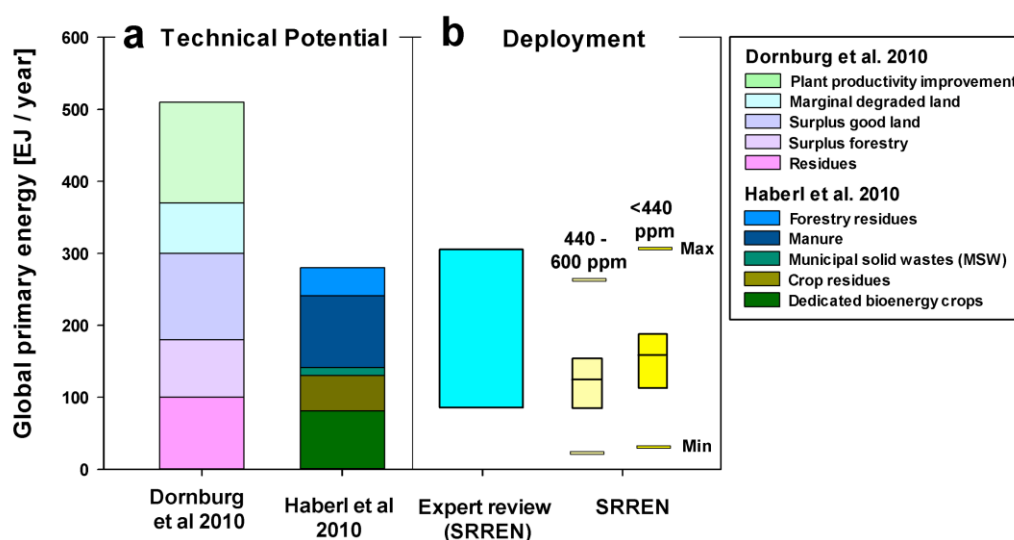 a Technical Potential
b Deployment
Global primary energy [EJ / year]
600
500
400
300
200
100
0
440 -
600 ppm
<440
ppm
Max
Min
Dornburg
et al 2010
Haberl et al
2010
Expert review
(SRREN)
SRREN
Dornburg et al. 2010
Plant productivity improvement
Marginal degraded land
Surplus good land
Surplus forestry
Residues
Haberl et al. 2010
Forestry residues
Manure
Municipal solid wastes (MSW)
Crop residues
Dedicated bioenergy crops